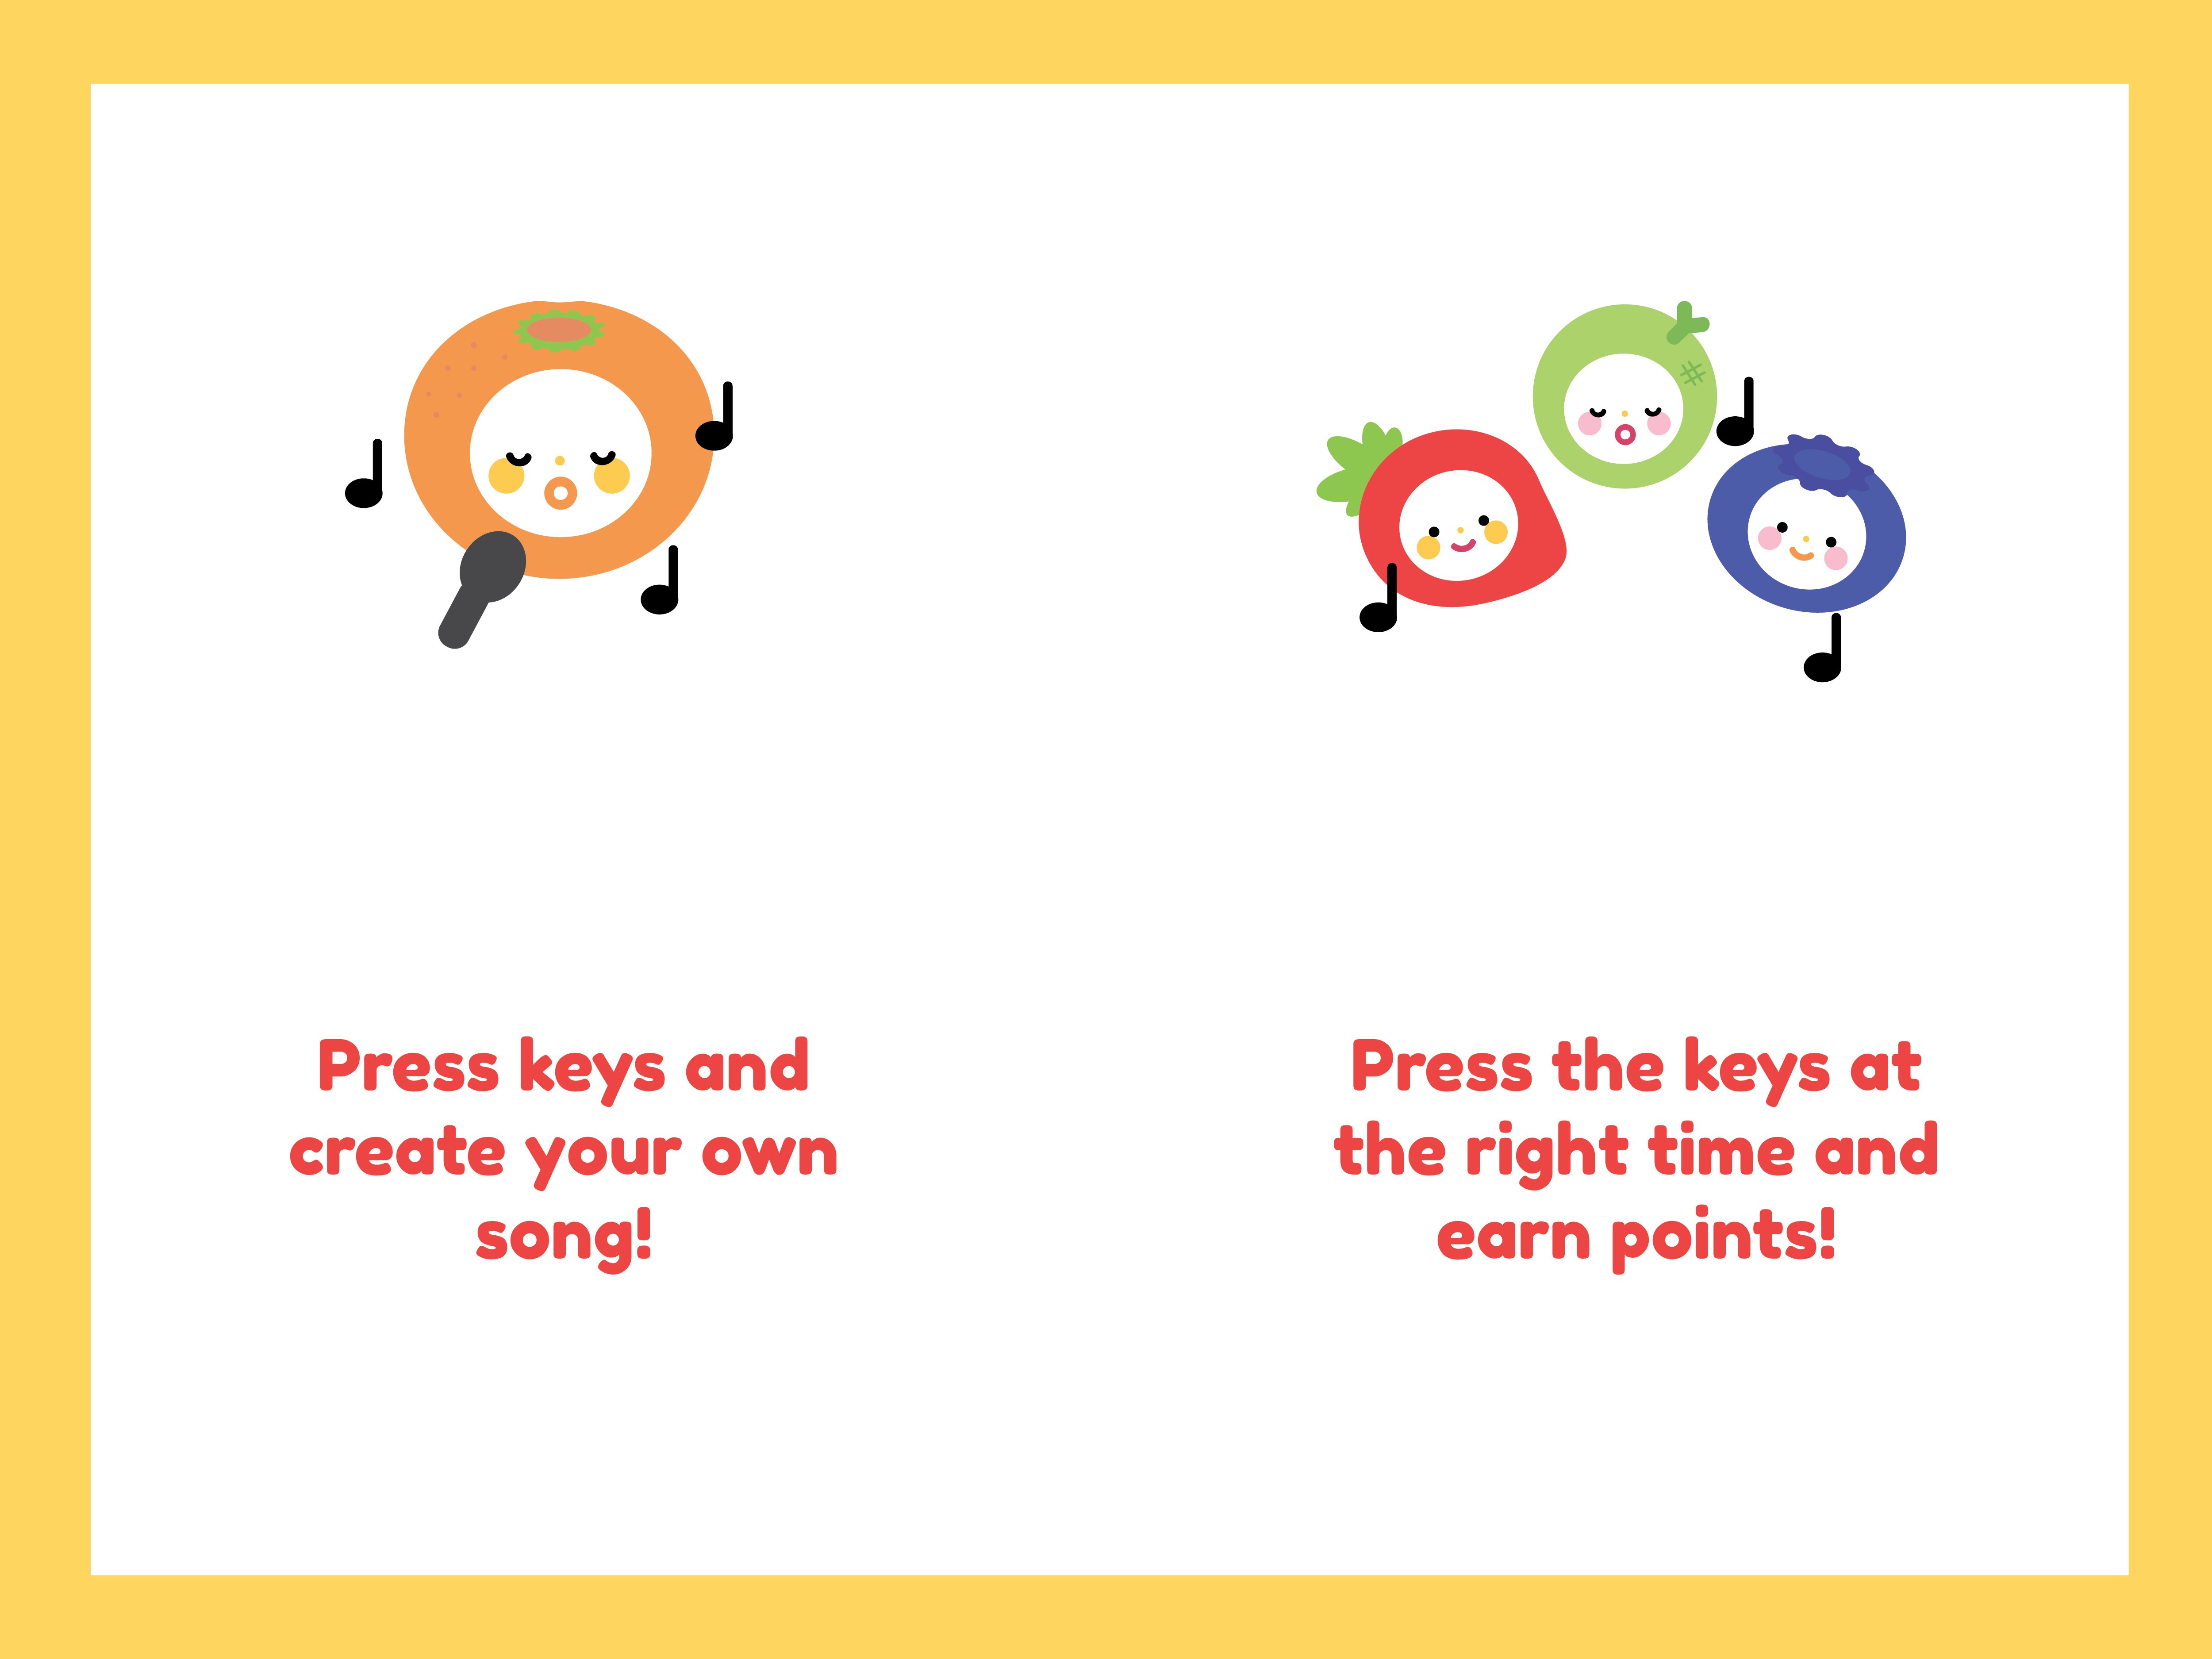 Press keys and
create your own
song!
Press the keys at
the right time and
earn points!